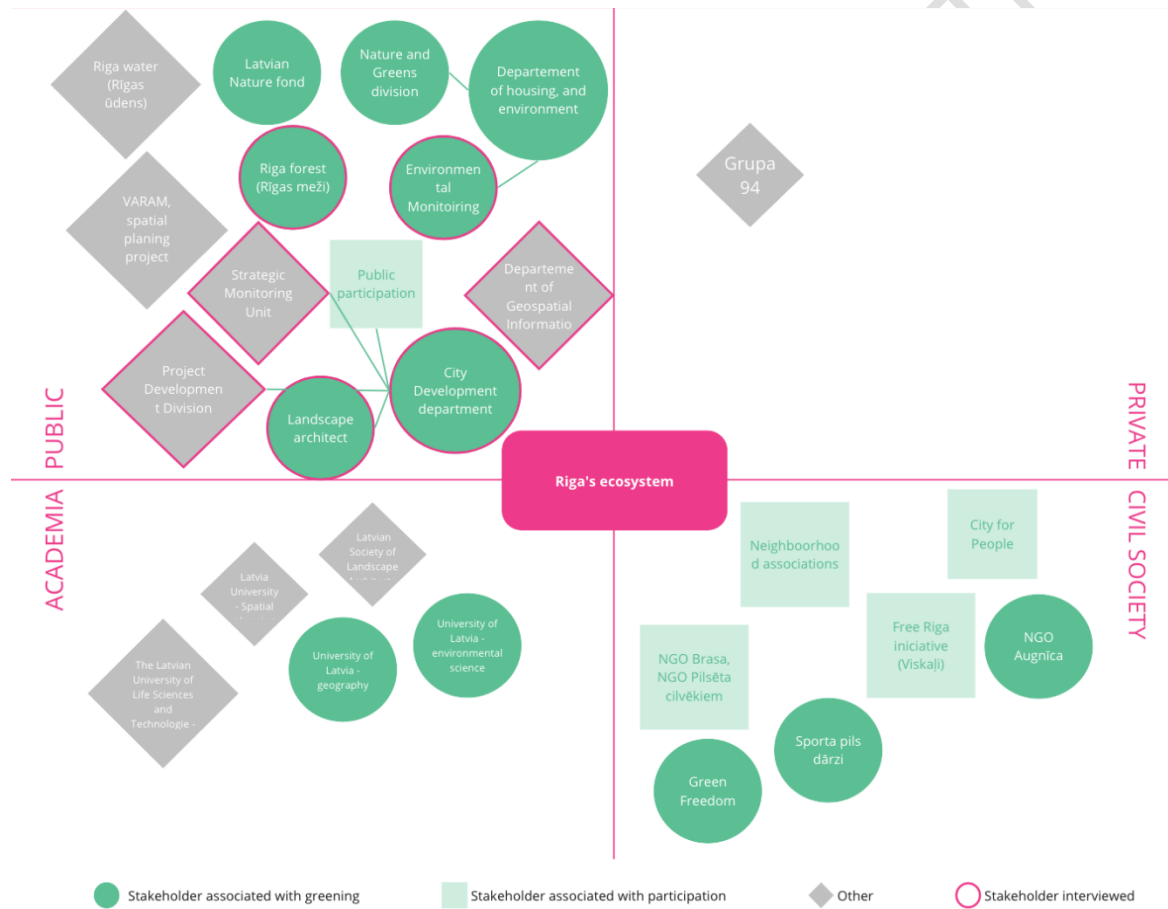 Riga water
(Rīgas
ūdens)
Latvian
Nature fond
Nature and
Greens
division
Departement
of housing, and
environment
Riga forest
(Rīgas meži)
Environmen
tal
Monitoiring
VARAM,
spatial
planing
project
Strategic
Monitoring
Unit
Public
participation
Departeme
nt of
Geospatial
Informatio
Project
Developmen
t Division
Landscape
architect
City
Development
department
PUBLIC
Grupa
94
PRIVATE
Riga's ecosystem
ACADEMIA
Latvian
Society of
Landscape
Latvia
University
- Spatial
The Latvian
University of
Life Sciences
and
Technologie -
University of
Latvia -
geography
University of
Latvia -
environmental
science
CIVIL SOCIETY
Neighboorhoo
d associations
City for
People
Free Riga
iniciative
(Viskaļi)
NGO
Augnīca
NGO Brasa,
NGO Pilsēta
cilvēkiem
Sporta pils
dārzi
Green
Freedom
Stakeholder associated with greening
Stakeholder associated with participation
Other
Stakeholder interviewed